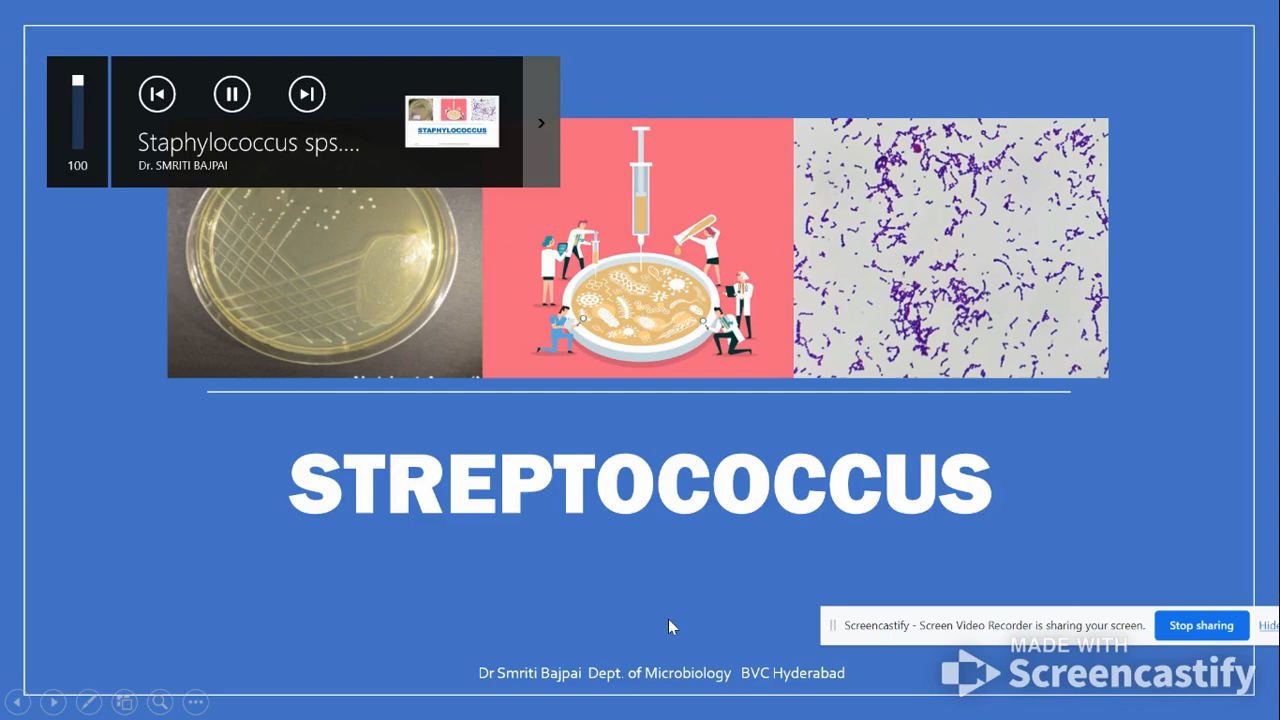 Staphylococcus sps....
Dr. SMRITI BAJPAI
100
STAPHYLOCOCCUS
STREPTOCOCCUS
Screencastify - Screen Video Recorder is sharing your screen.
Stop sharing
Hide
MADE WITH
Screencastify
Dr Smriti Bajpai Dept. of Microbiology BVC Hyderabad